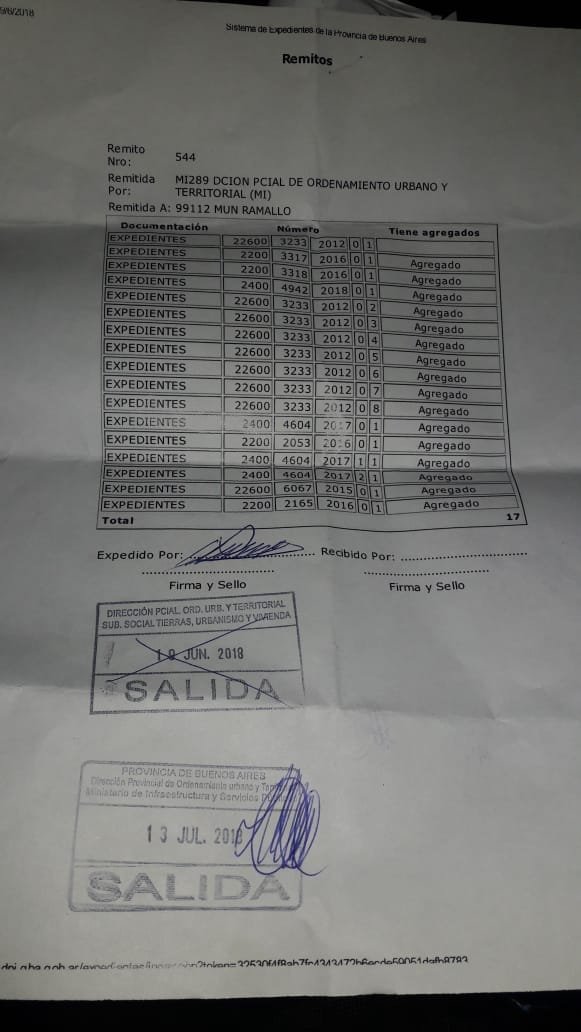 9/6/2018
Sistema de Expedientes de la Provincia de Buenos Aires
Remitos
Remito
Nro: 544
Remitida MI289 DCION PCIAL DE ORDENAMIENTO URBANO Y
Por: TERRITORIAL (MI)
Remitida A: 99112 MUN RAMALLO
Documentación Número Tiene agregados
EXPEDIENTES 22600 3233 2012 0 1
EXPEDIENTES 2200 3317 2016 0 1 Agregado
EXPEDIENTES 2200 3318 2016 0 1 Agregado
EXPEDIENTES 2400 4942 2018 0 1 Agregado
EXPEDIENTES 22600 3233 2012 0 2 Agregado
EXPEDIENTES 22600 3233 2012 0 3 Agregado
EXPEDIENTES 22600 3233 2012 0 4 Agregado
EXPEDIENTES 22600 3233 2012 0 5 Agregado
EXPEDIENTES 22600 3233 2012 0 6 Agregado
EXPEDIENTES 22600 3233 2012 0 7 Agregado
EXPEDIENTES 22600 3233 2012 0 8 Agregado
EXPEDIENTES 2400 4604 2017 0 1 Agregado
EXPEDIENTES 2200 2053 2016 0 1 Agregado
EXPEDIENTES 2400 4604 2017 1 1 Agregado
EXPEDIENTES 2400 4604 2017 2 1 Agregado
EXPEDIENTES 22600 6067 2015 0 1 Agregado
EXPEDIENTES 2200 2165 2016 0 1 Agregado
Total 17
Expedido Por: Recibido Por:
Firma y Sello Firma y Sello
DIRECCIÓN PCIAL. ORD. URB. Y TERRITORIAL
SUB. SOCIAL TIERRAS, URBANISMO Y VIVIENDA
JUN. 2018
SALIDA
PROVINCIA DE BUENOS AIRES
Dirección Provincial de Ordenamiento urbano y
Ministerio de Infraestructura y Servicios
13 JUL. 2018
SALIDA